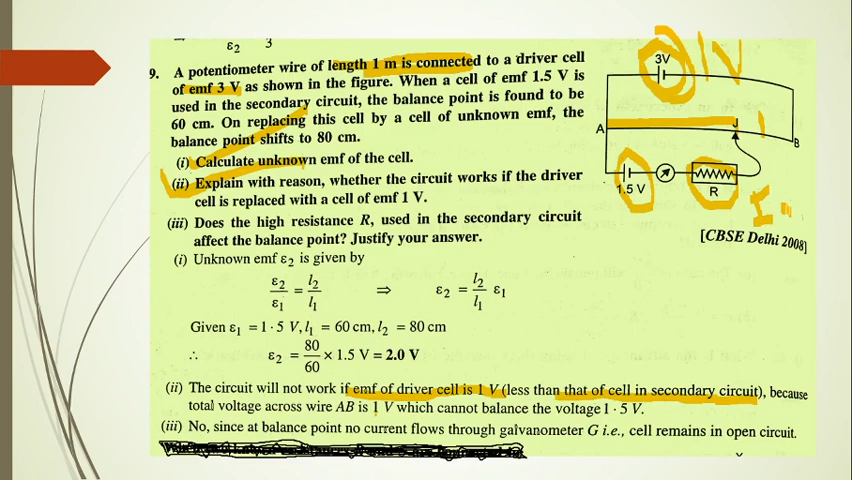 ε2 3
9. A potentiometer wire of length 1 m is connected to a driver cell
of emf 3 V as shown in the figure. When a cell of emf 1.5 V is
used in the secondary circuit, the balance point is found to be
60 cm. On replacing this cell by a cell of unknown emf, the
balance point shifts to 80 cm.
(i) Calculate unknown emf of the cell.
(ii) Explain with reason, whether the circuit works if the driver
cell is replaced with a cell of emf 1 V.
(iii) Does the high resistance R, used in the secondary circuit
affect the balance point? Justify your answer.
3V
1V
A
J
B
1.5 V
R
I
[CBSE Delhi 2008]
(i) Unknown emf ε2 is given by
ε2/ε1 = l2/l1 ⇒ ε2 = l2/l1 ε1
Given ε1 = 1·5 V, l1 = 60 cm, l2 = 80 cm
∴ ε2 = 80/60 × 1.5 V = 2.0 V
(ii) The circuit will not work if emf of driver cell is 1 V (less than that of cell in secondary circuit), because
total voltage across wire AB is 1 V which cannot balance the voltage 1·5 V.
(iii) No, since at balance point no current flows through galvanometer G i.e., cell remains in open circuit.